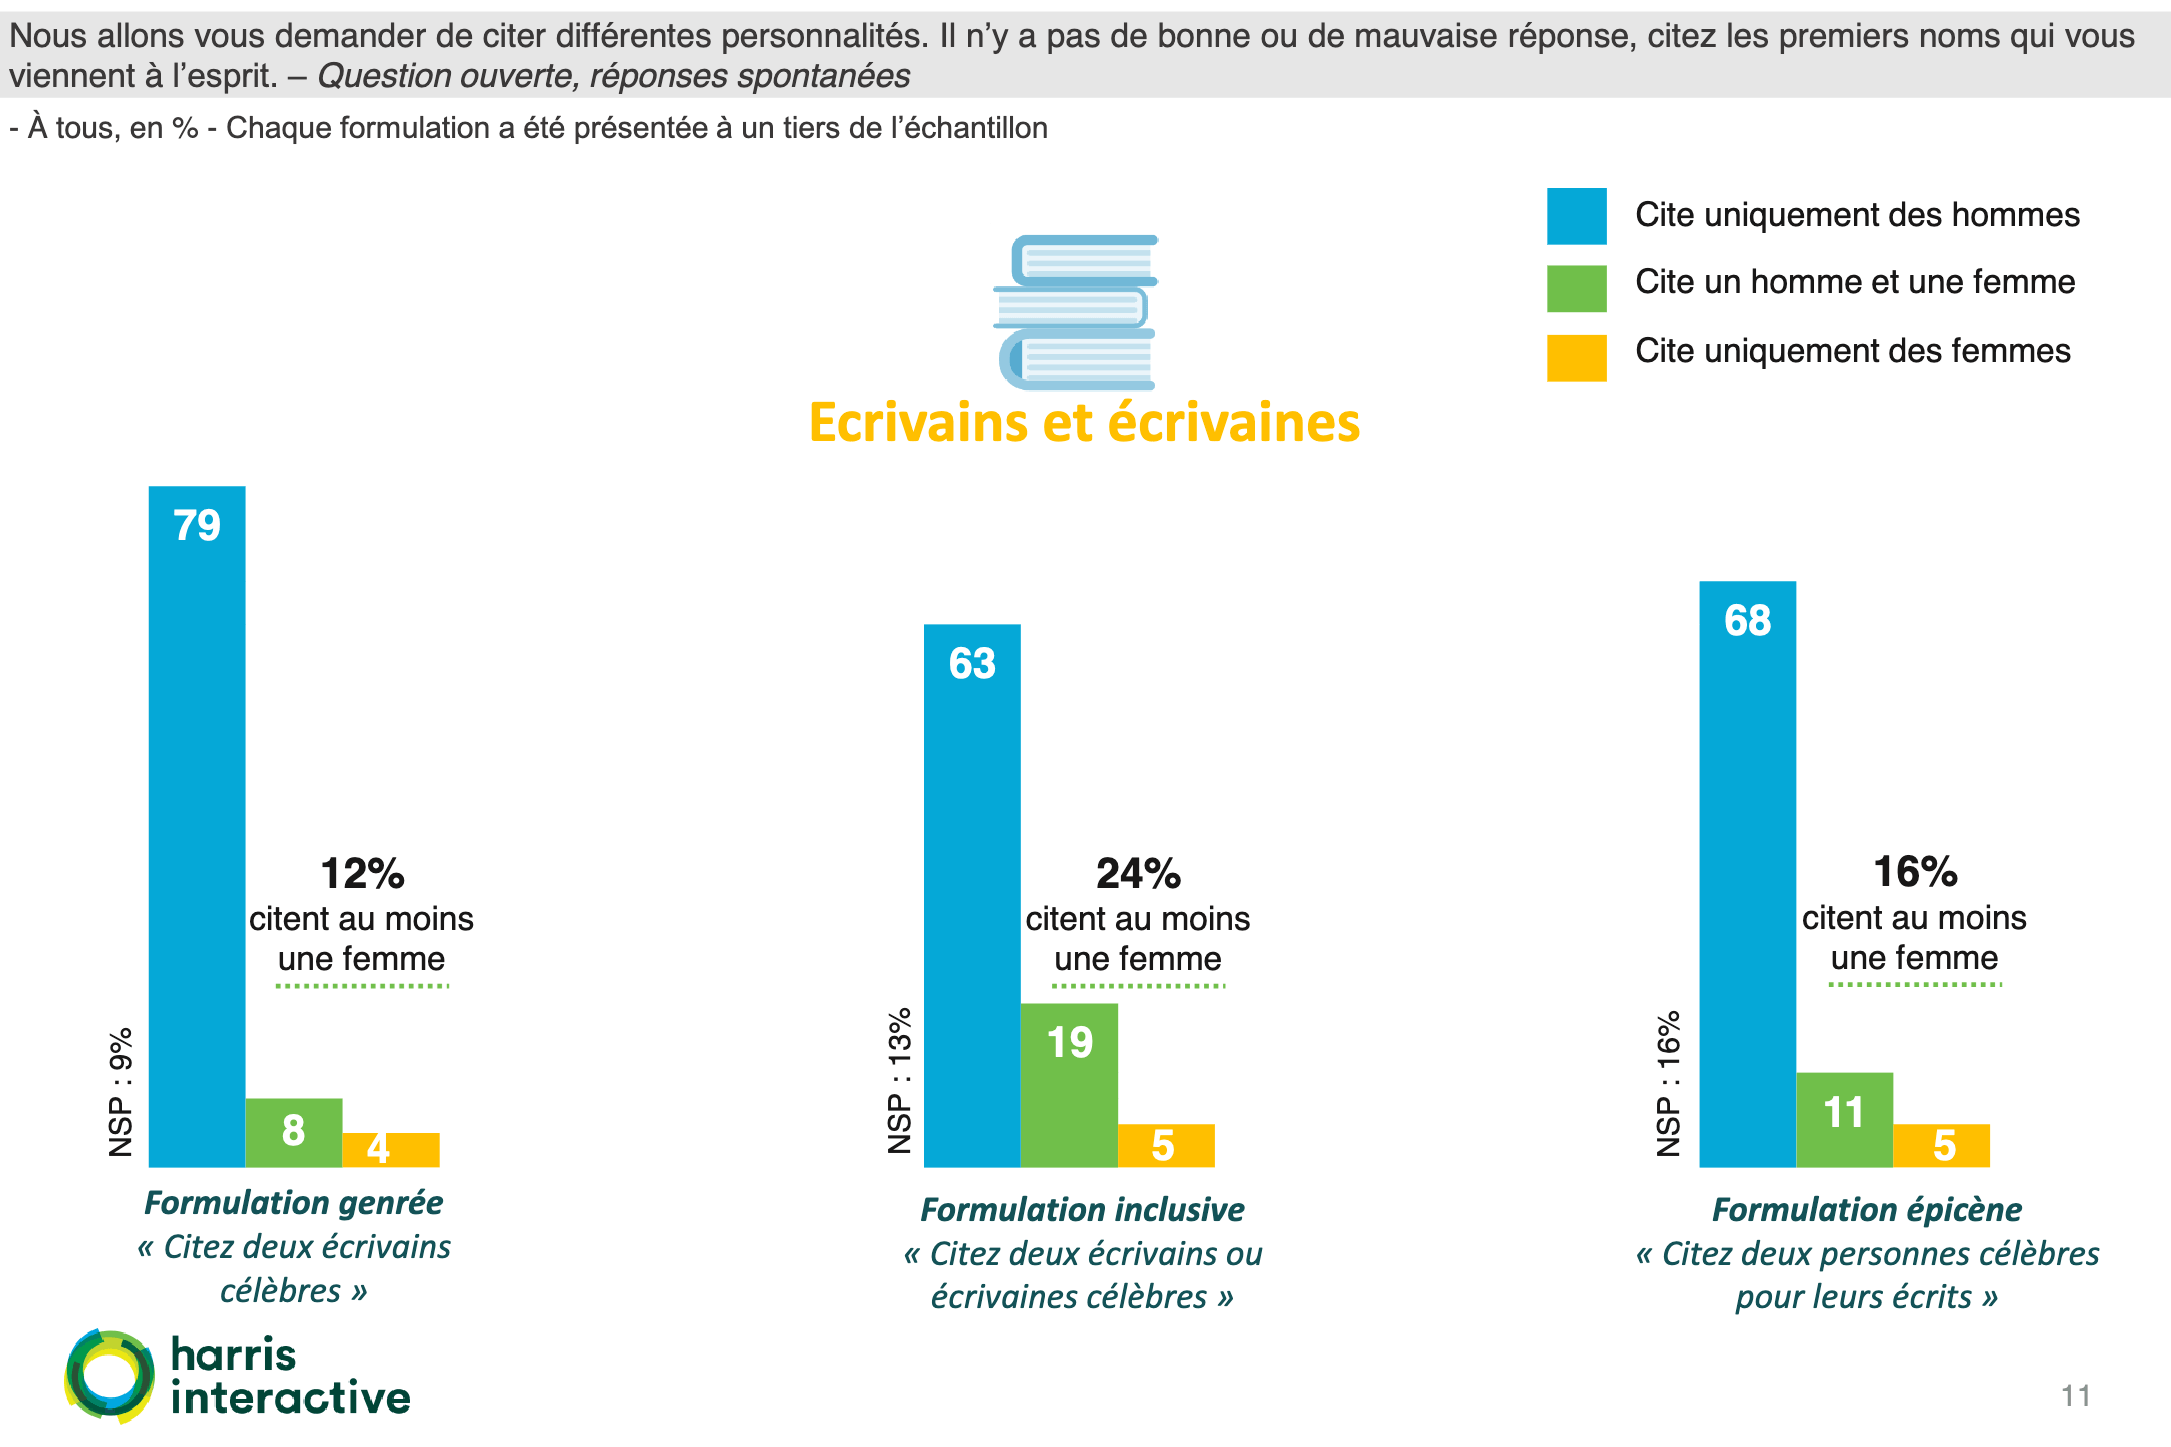 Nous allons vous demander de citer différentes personnalités. Il n’y a pas de bonne ou de mauvaise réponse, citez les premiers noms qui vous
viennent à l’esprit. – Question ouverte, réponses spontanées
- À tous, en % - Chaque formulation a été présentée à un tiers de l’échantillon
Cite uniquement des hommes
Cite un homme et une femme
Cite uniquement des femmes
Ecrivains et écrivaines
79
12%
citent au moins
une femme
NSP : 9%
8
4
Formulation genrée
« Citez deux écrivains
célèbres »
63
24%
citent au moins
une femme
NSP : 13%
19
5
Formulation inclusive
« Citez deux écrivains ou
écrivaines célèbres »
68
16%
citent au moins
une femme
NSP : 16%
11
5
Formulation épicène
« Citez deux personnes célèbres
pour leurs écrits »
harris
interactive
11